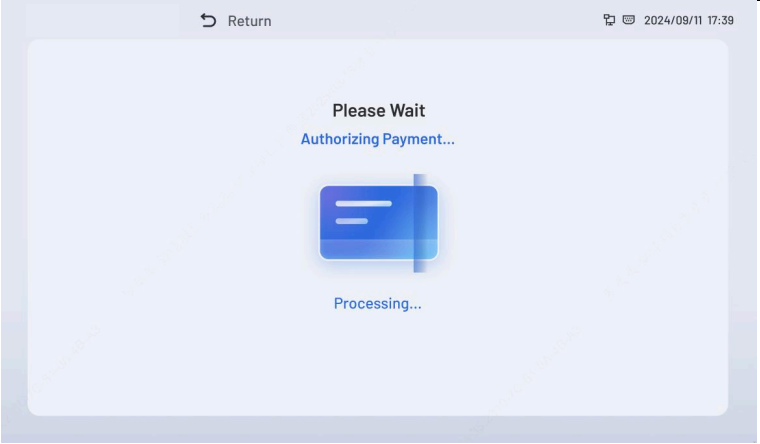 Return
2024/09/11 17:39
Please Wait
Authorizing Payment...
Processing...